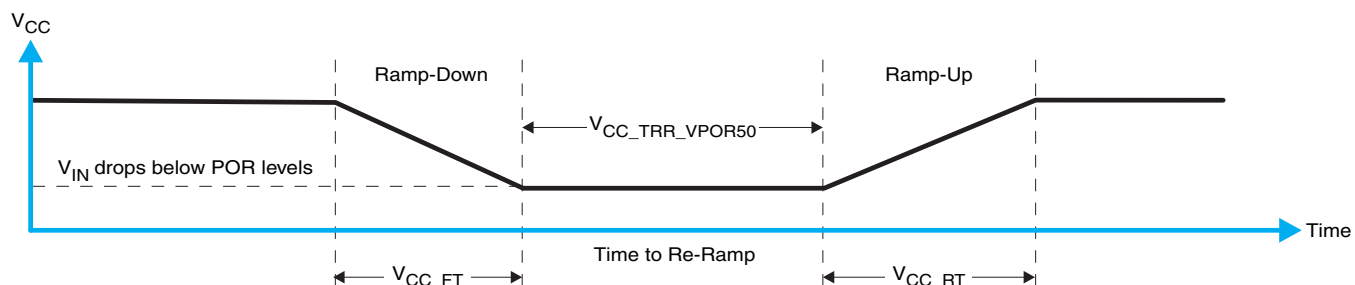 VCC
Ramp-Down
Ramp-Up
VCC_TRR_VPOR50
VIN drops below POR levels
Time
Time to Re-Ramp
VCC_FT
VCC_RT